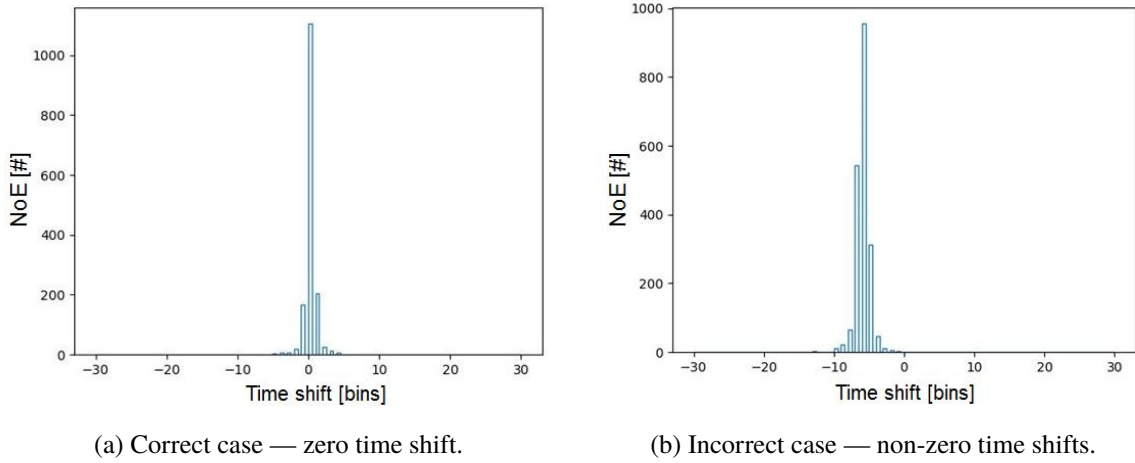 NoE [#]
1000
800
600
400
200
0
−30 −20 −10 0 10 20 30
Time shift [bins]
(a) Correct case — zero time shift.
NoE [#]
1000
800
600
400
200
0
−30 −20 −10 0 10 20 30
Time shift [bins]
(b) Incorrect case — non-zero time shifts.